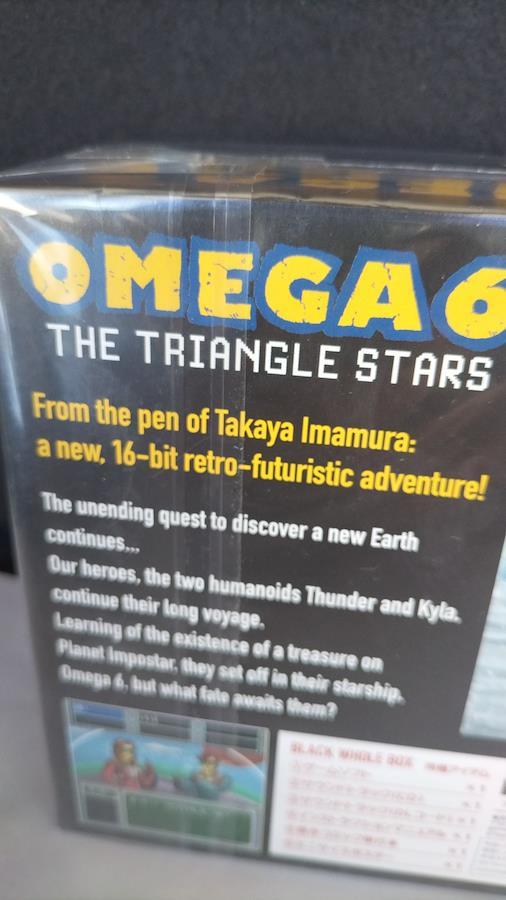 OMEGA 6
THE TRIANGLE STARS
From the pen of Takaya Imamura:
a new, 16-bit retro-futuristic adventure!
The unending quest to discover a new Earth
continues...
Our heroes, the two humanoids Thunder and Kyla,
continue their long voyage.
Learning of the existence of a treasure on
Planet Impostar, they set off in their starship.
Omega 6, but what fate awaits them?
BLACK WHOLE BOX